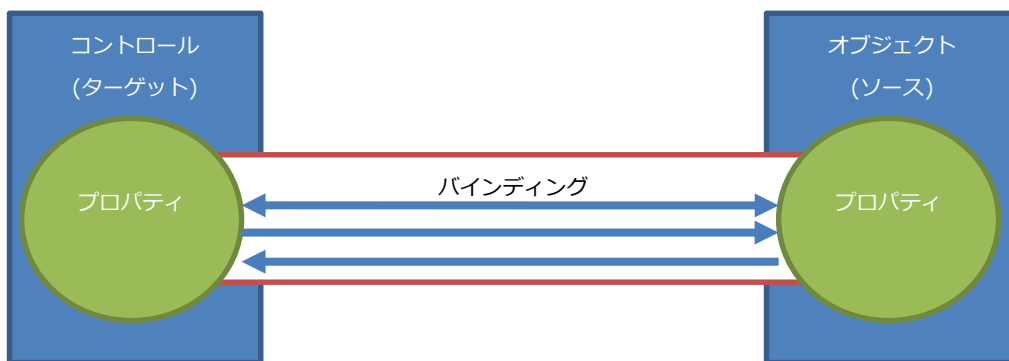 コントロール
(ターゲット)
プロパティ
バインディング
オブジェクト
(ソース)
プロパティ